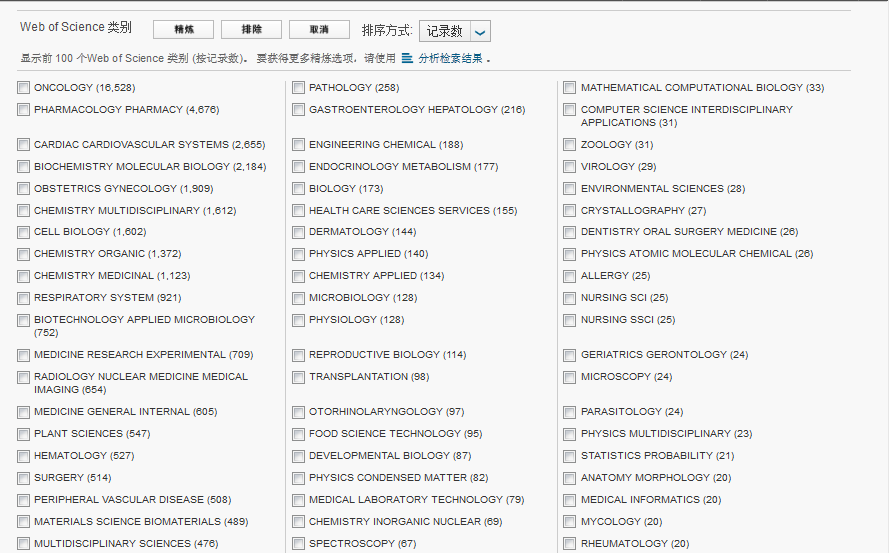 Web of Science 类别
精炼
排除
取消
排序方式:
记录数
显示前 100 个Web of Science 类别 (按记录数)。 要获得更多精炼选项，请使用 分析检索结果 。
ONCOLOGY (16,528)
PHARMACOLOGY PHARMACY (4,676)
CARDIAC CARDIOVASCULAR SYSTEMS (2,655)
BIOCHEMISTRY MOLECULAR BIOLOGY (2,184)
OBSTETRICS GYNECOLOGY (1,909)
CHEMISTRY MULTIDISCIPLINARY (1,612)
CELL BIOLOGY (1,602)
CHEMISTRY ORGANIC (1,372)
CHEMISTRY MEDICINAL (1,123)
RESPIRATORY SYSTEM (921)
BIOTECHNOLOGY APPLIED MICROBIOLOGY
(752)
MEDICINE RESEARCH EXPERIMENTAL (709)
RADIOLOGY NUCLEAR MEDICINE MEDICAL
IMAGING (654)
MEDICINE GENERAL INTERNAL (605)
PLANT SCIENCES (547)
HEMATOLOGY (527)
SURGERY (514)
PERIPHERAL VASCULAR DISEASE (508)
MATERIALS SCIENCE BIOMATERIALS (489)
MULTIDISCIPLINARY SCIENCES (476)
PATHOLOGY (258)
GASTROENTEROLOGY HEPATOLOGY (216)
ENGINEERING CHEMICAL (188)
ENDOCRINOLOGY METABOLISM (177)
BIOLOGY (173)
HEALTH CARE SCIENCES SERVICES (155)
DERMATOLOGY (144)
PHYSICS APPLIED (140)
CHEMISTRY APPLIED (134)
MICROBIOLOGY (128)
PHYSIOLOGY (128)
REPRODUCTIVE BIOLOGY (114)
TRANSPLANTATION (98)
OTORHINOLARYNGOLOGY (97)
FOOD SCIENCE TECHNOLOGY (95)
DEVELOPMENTAL BIOLOGY (87)
PHYSICS CONDENSED MATTER (82)
MEDICAL LABORATORY TECHNOLOGY (79)
CHEMISTRY INORGANIC NUCLEAR (69)
SPECTROSCOPY (67)
MATHEMATICAL COMPUTATIONAL BIOLOGY (33)
COMPUTER SCIENCE INTERDISCIPLINARY
APPLICATIONS (31)
ZOOLOGY (31)
VIROLOGY (29)
ENVIRONMENTAL SCIENCES (28)
CRYSTALLOGRAPHY (27)
DENTISTRY ORAL SURGERY MEDICINE (26)
PHYSICS ATOMIC MOLECULAR CHEMICAL (26)
ALLERGY (25)
NURSING SCI (25)
NURSING SSCI (25)
GERIATRICS GERONTOLOGY (24)
MICROSCOPY (24)
PARASITOLOGY (24)
PHYSICS MULTIDISCIPLINARY (23)
STATISTICS PROBABILITY (21)
ANATOMY MORPHOLOGY (20)
MEDICAL INFORMATICS (20)
MYCOLOGY (20)
RHEUMATOLOGY (20)